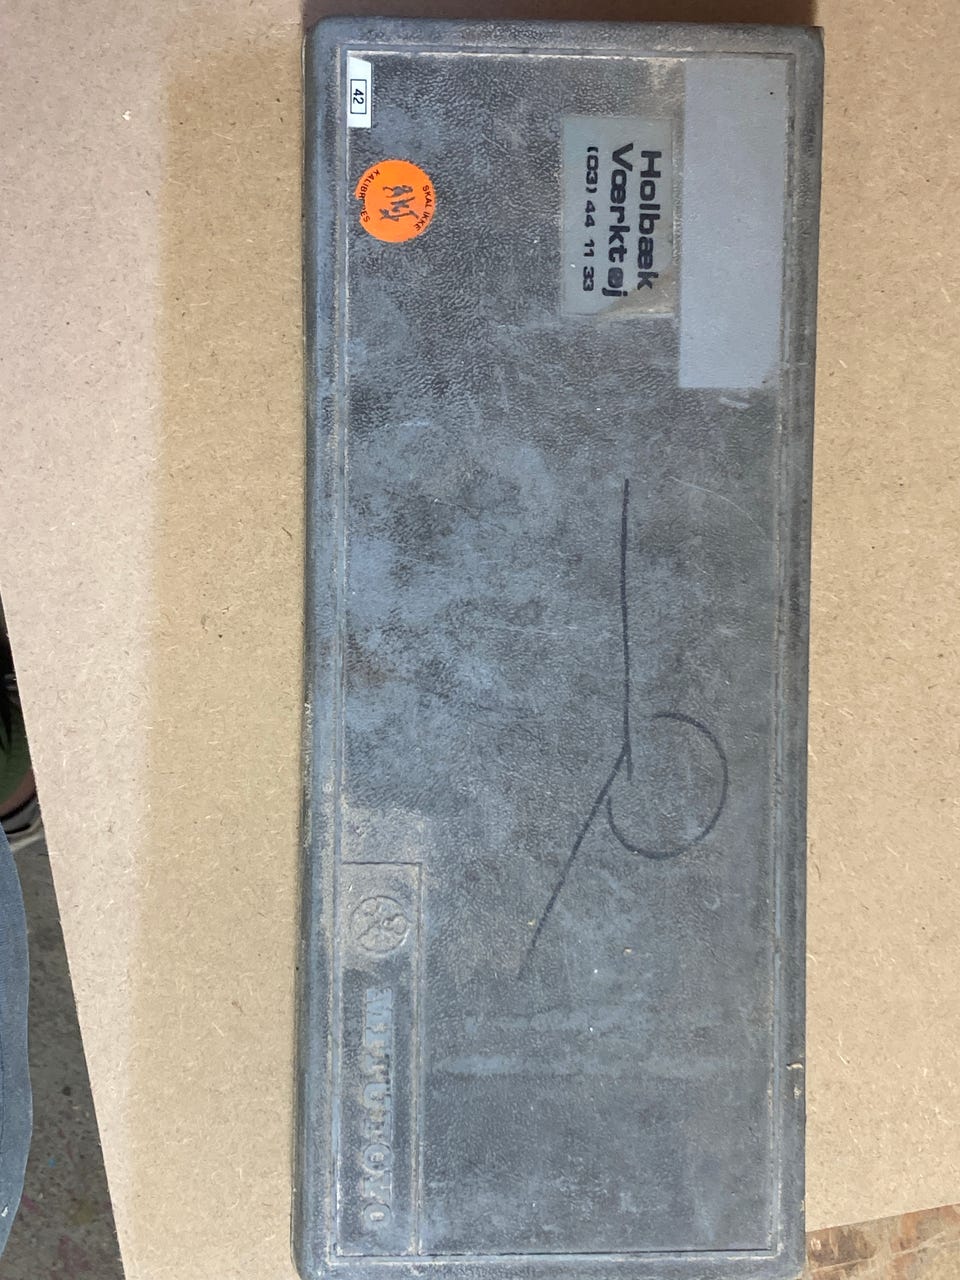 Holbæk
Værktøj
(03) 44 11 33
42
SKAL IKKE
KALIBRERES
MITUTOYO